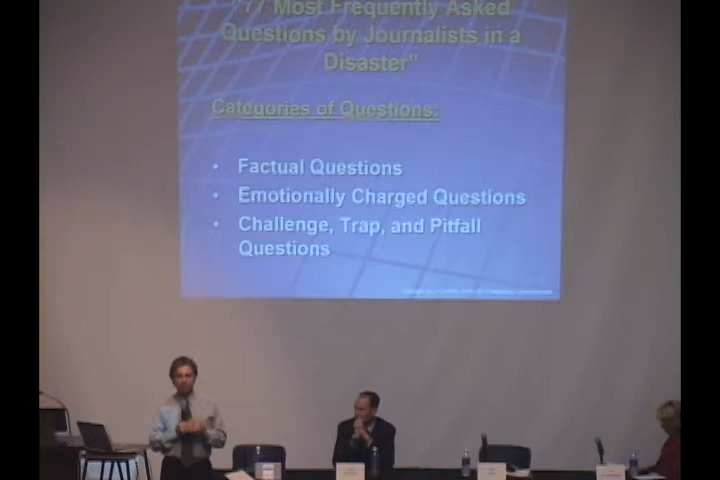 "77 Most Frequently Asked
Questions by Journalists in a
Disaster"
Categories of Questions:
• Factual Questions
• Emotionally Charged Questions
• Challenge, Trap, and Pitfall
Questions